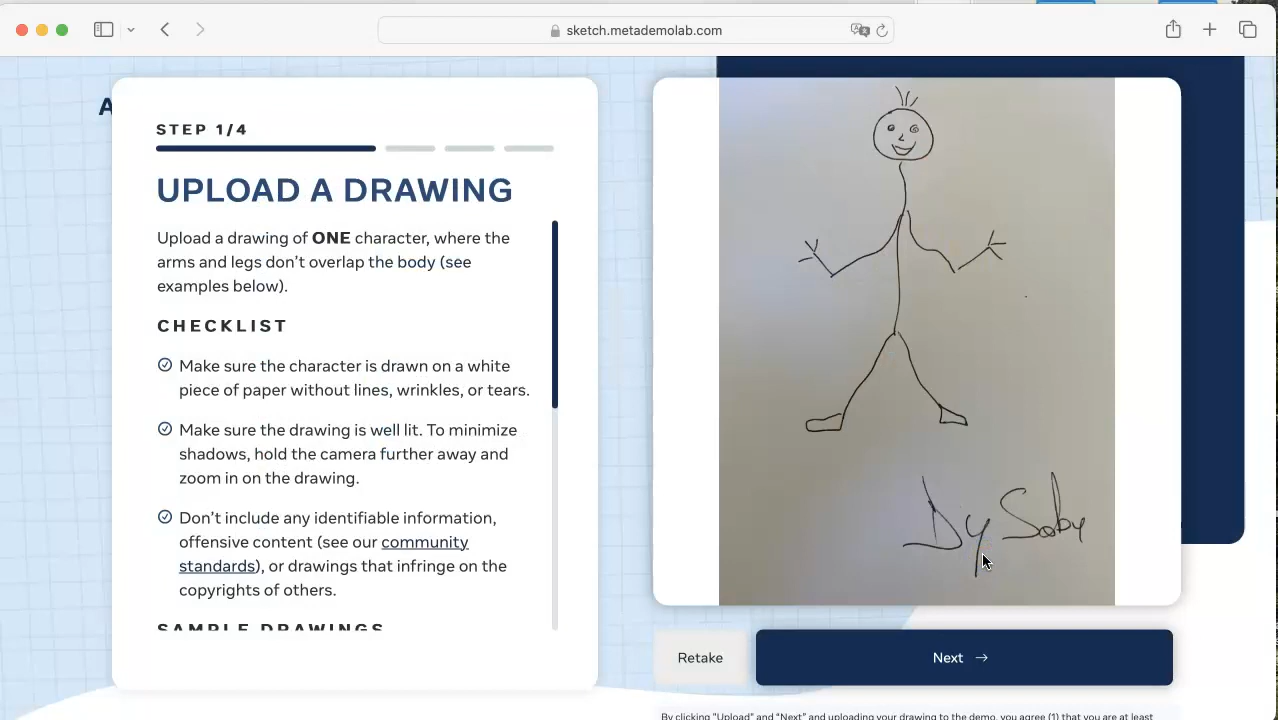 sketch.metademolab.com
A
STEP 1/4
UPLOAD A DRAWING
Upload a drawing of ONE character, where the
arms and legs don’t overlap the body (see
examples below).
CHECKLIST
Make sure the character is drawn on a white
piece of paper without lines, wrinkles, or tears.
Make sure the drawing is well lit. To minimize
shadows, hold the camera further away and
zoom in on the drawing.
Don’t include any identifiable information,
offensive content (see our community
standards), or drawings that infringe on the
copyrights of others.
SAMPLE DRAWINGS
Dy Saby
Retake
Next
By clicking "Upload" and "Next" and uploading your drawing to the demo, you agree (1) that you are at least